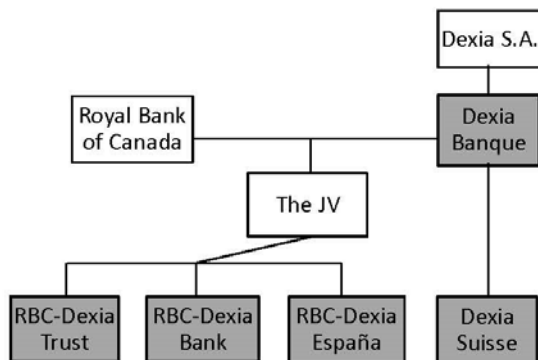 Dexia S.A.
Royal Bank
of Canada
Dexia
Banque
The JV
RBC-Dexia
Trust
RBC-Dexia
Bank
RBC-Dexia
España
Dexia
Suisse